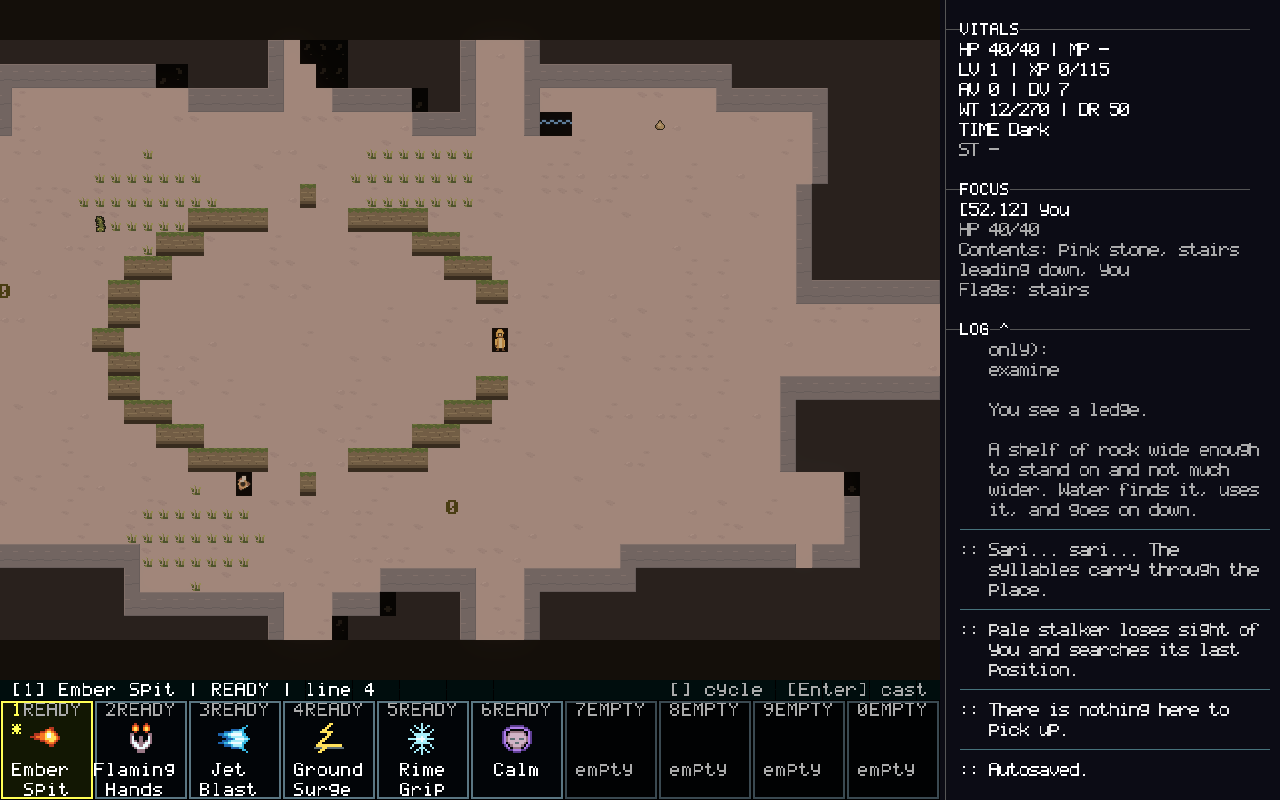 VITALS
HP 40/40 | MP -
LV 1 | XP 0/115
AV 0 | DV 7
WT 12/270 | DR 50
TIME Dark
ST -
FOCUS
[52,12] You
HP 40/40
Contents: Pink stone, stairs
leading down, you
Flags: stairs
LOG ^
only):
examine
You see a ledge.
A shelf of rock wide enough
to stand on and not much
wider. Water finds it, uses
it, and goes on down.
:: Sari... sari... The
syllables carry through the
place.
:: Pale stalker loses sight of
you and searches its last
position.
:: There is nothing here to
pick up.
:: Autosaved.
[1] Ember Spit | READY | line 4
[] cycle [Enter] cast
1READY 2READY 3READY 4READY 5READY 6READY 7EMPTY 8EMPTY 9EMPTY 0EMPTY
*
Ember Flaming Jet Ground Rime Calm empty empty empty empty
Spit Hands Blast Surge Grip